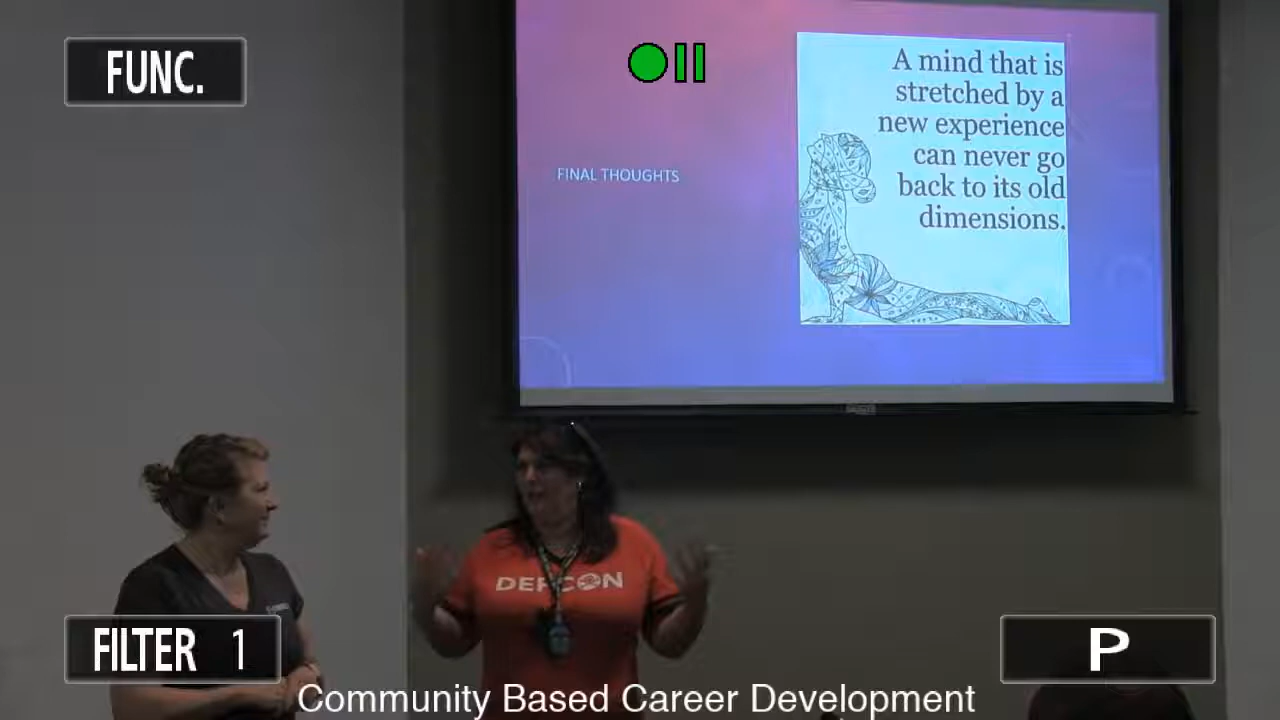 FUNC.
A mind that is
stretched by a
new experience
can never go
back to its old
dimensions.
FINAL THOUGHTS
DEFCON
FILTER 1
P
Community Based Career Development